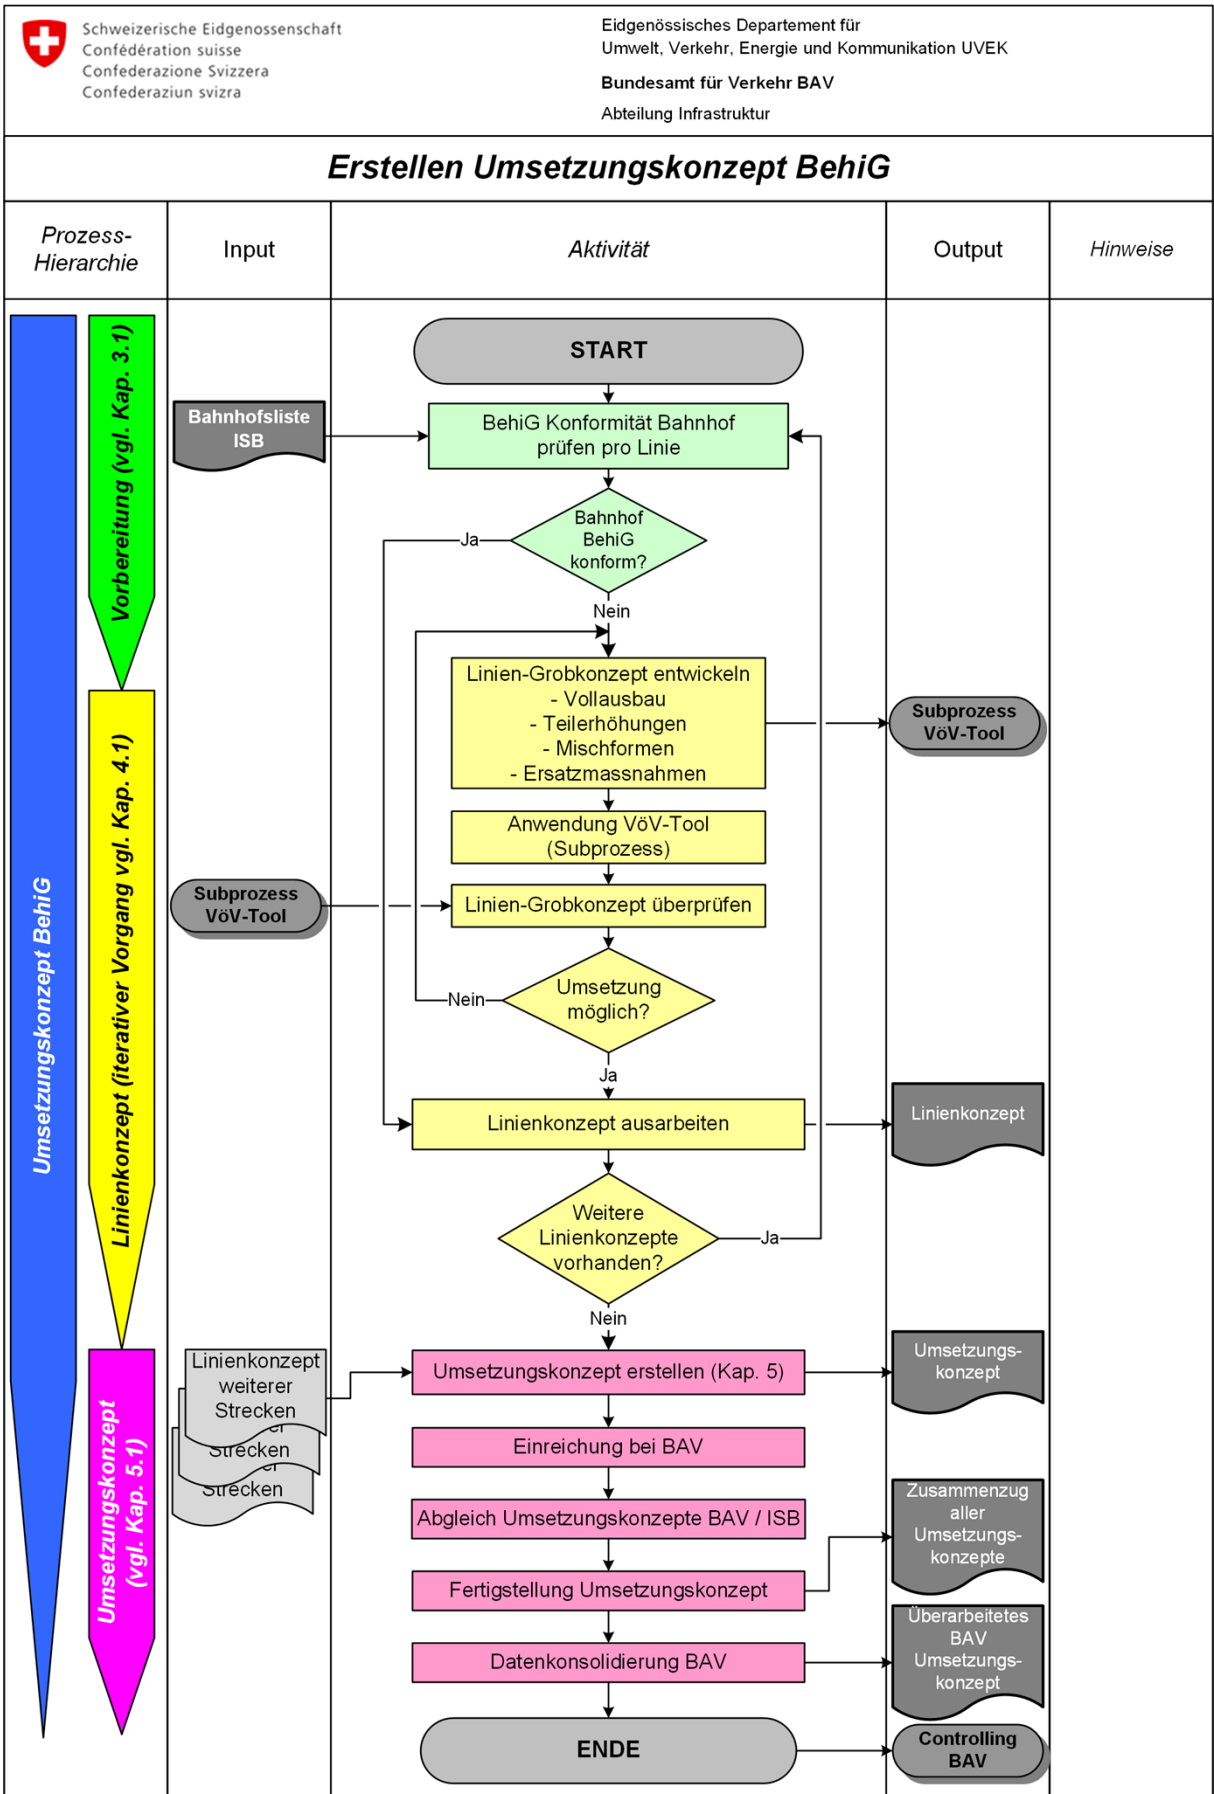 Schweizerische Eidgenossenschaft
Confédération suisse
Confederazione Svizzera
Confederaziun svizra
Eidgenössisches Departement für
Umwelt, Verkehr, Energie und Kommunikation UVEK
Bundesamt für Verkehr BAV
Abteilung Infrastruktur
Erstellen Umsetzungskonzept BehiG
Prozess-
Hierarchie
Input
Aktivität
Output
Hinweise
Umsetzungskonzept BehiG
Vorbereitung (vgl. Kap. 3.1)
Linienkonzept (iterativer Vorgang vgl. Kap. 4.1)
Umsetzungskonzept
(vgl. Kap. 5.1)
START
Bahnhofsliste
ISB
BehiG Konformität Bahnhof
prüfen pro Linie
Bahnhof
BehiG
konform?
Ja
Nein
Linien-Grobkonzept entwickeln
- Vollausbau
- Teilerhöhungen
- Mischformen
- Ersatzmassnahmen
Subprozess
VöV-Tool
Anwendung VöV-Tool
(Subprozess)
Subprozess
VöV-Tool
Linien-Grobkonzept überprüfen
Umsetzung
möglich?
Nein
Ja
Linienkonzept ausarbeiten
Linienkonzept
Weitere
Linienkonzepte
vorhanden?
Ja
Nein
Linienkonzept
weiterer
Strecken
er
Strecken
er
Strecken
Umsetzungskonzept erstellen (Kap. 5)
Umsetzungs-
konzept
Einreichung bei BAV
Abgleich Umsetzungskonzepte BAV / ISB
Zusammenzug
aller
Umsetzungs-
konzepte
Fertigstellung Umsetzungskonzept
Datenkonsolidierung BAV
Überarbeitetes
BAV
Umsetzungs-
konzept
ENDE
Controlling
BAV